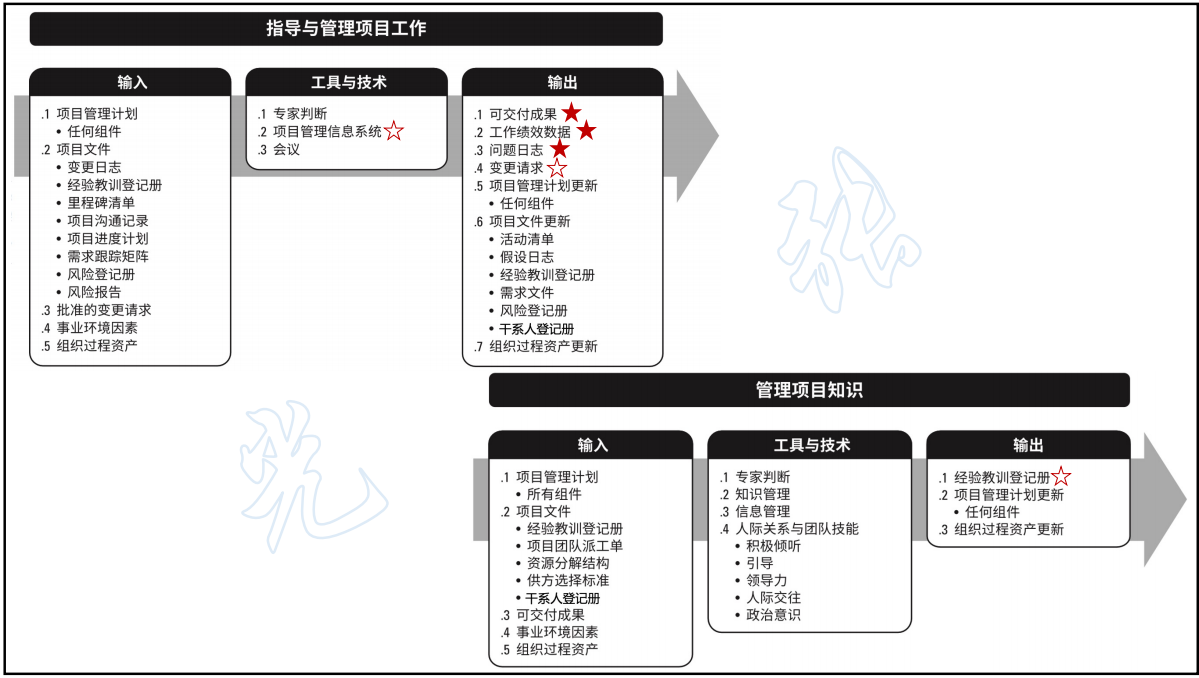 指导与管理项目工作
输入
.1 项目管理计划
• 任何组件
.2 项目文件
• 变更日志
• 经验教训登记册
• 里程碑清单
• 项目沟通记录
• 项目进度计划
• 需求跟踪矩阵
• 风险登记册
• 风险报告
.3 批准的变更请求
.4 事业环境因素
.5 组织过程资产
工具与技术
.1 专家判断
.2 项目管理信息系统
.3 会议
输出
.1 可交付成果
.2 工作绩效数据
.3 问题日志
.4 变更请求
.5 项目管理计划更新
• 任何组件
.6 项目文件更新
• 活动清单
• 假设日志
• 经验教训登记册
• 需求文件
• 风险登记册
• 干系人登记册
.7 组织过程资产更新
管理项目知识
输入
.1 项目管理计划
• 所有组件
.2 项目文件
• 经验教训登记册
• 项目团队派工单
• 资源分解结构
• 供方选择标准
• 干系人登记册
.3 可交付成果
.4 事业环境因素
.5 组织过程资产
工具与技术
.1 专家判断
.2 知识管理
.3 信息管理
.4 人际关系与团队技能
• 积极倾听
• 引导
• 领导力
• 人际交往
• 政治意识
输出
.1 经验教训登记册
.2 项目管理计划更新
• 任何组件
.3 组织过程资产更新